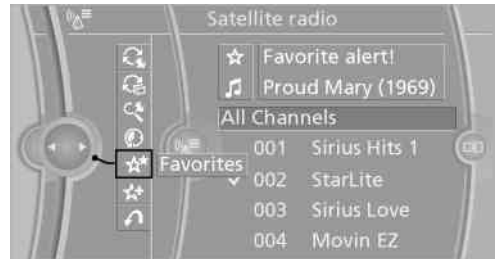 Satellite radio
Favorite alert!
Proud Mary (1969)
All Channels
001 Sirius Hits 1
Favorites
002 StarLite
003 Sirius Love
004 Movin EZ